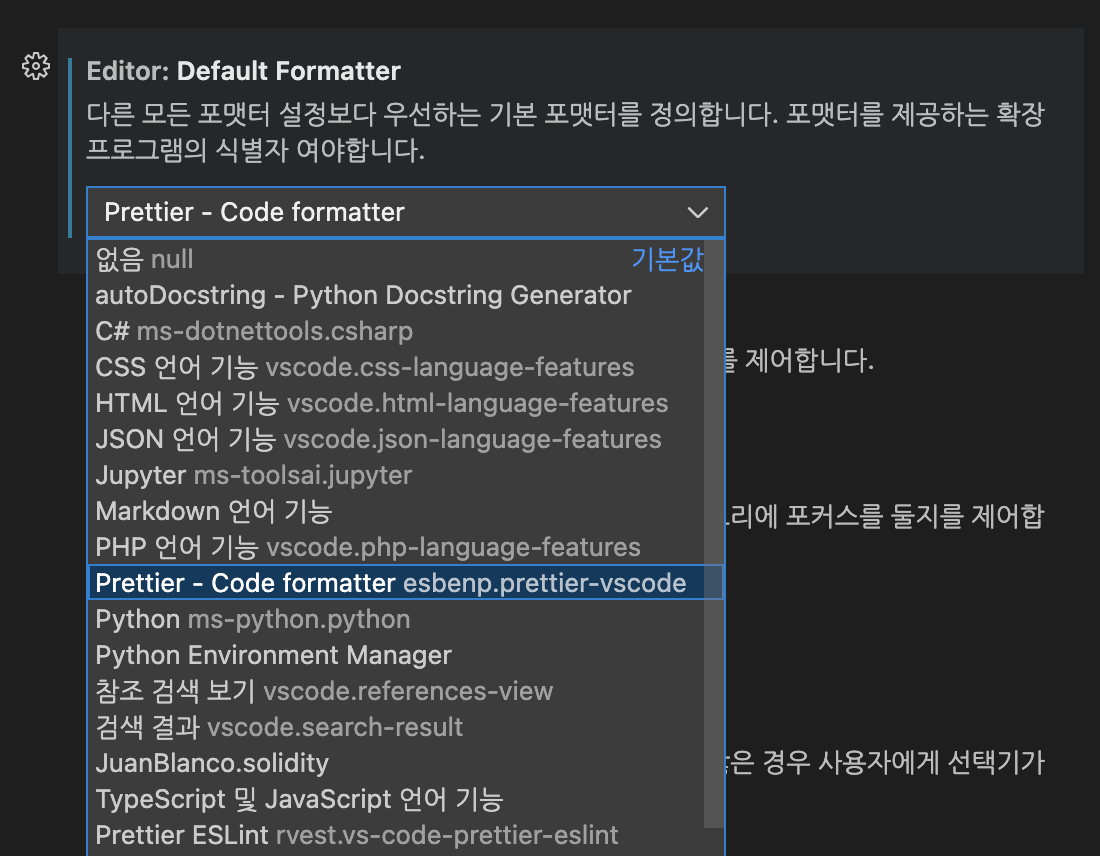 Editor: Default Formatter
다른 모든 포맷터 설정보다 우선하는 기본 포맷터를 정의합니다. 포맷터를 제공하는 확장
프로그램의 식별자 여야합니다.
Prettier - Code formatter
없음 null 기본값
autoDocstring - Python Docstring Generator
C# ms-dotnettools.csharp
를 제어합니다.
CSS 언어 기능 vscode.css-language-features
HTML 언어 기능 vscode.html-language-features
JSON 언어 기능 vscode.json-language-features
Jupyter ms-toolsai.jupyter
Markdown 언어 기능
리에 포커스를 둘지를 제어합
PHP 언어 기능 vscode.php-language-features
Prettier - Code formatter esbenp.prettier-vscode
Python ms-python.python
Python Environment Manager
참조 검색 보기 vscode.references-view
검색 결과 vscode.search-result
JuanBlanco.solidity
은 경우 사용자에게 선택기가
TypeScript 및 JavaScript 언어 기능
Prettier ESLint rvest.vs-code-prettier-eslint